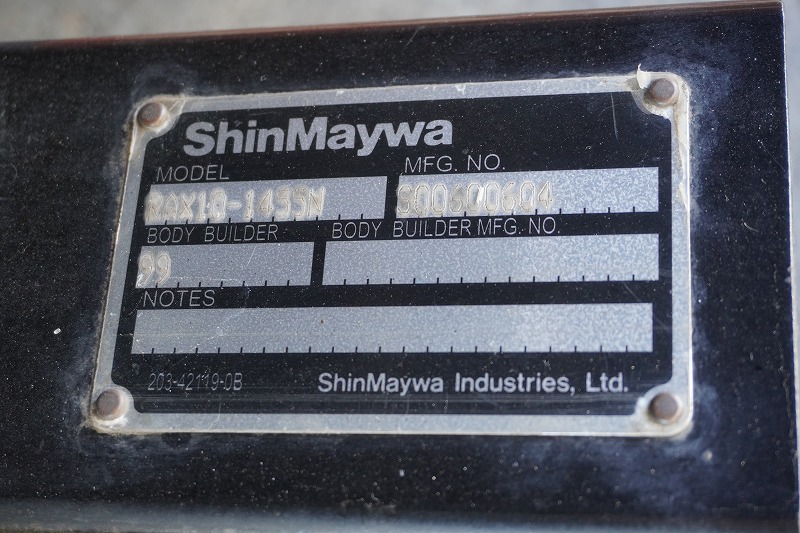 ShinMaywa
MODEL
MFG. NO.
RAX10-1455N
S00600604
BODY BUILDER
BODY BUILDER MFG. NO.
99
NOTES
203-42119-0B
ShinMaywa Industries, Ltd.